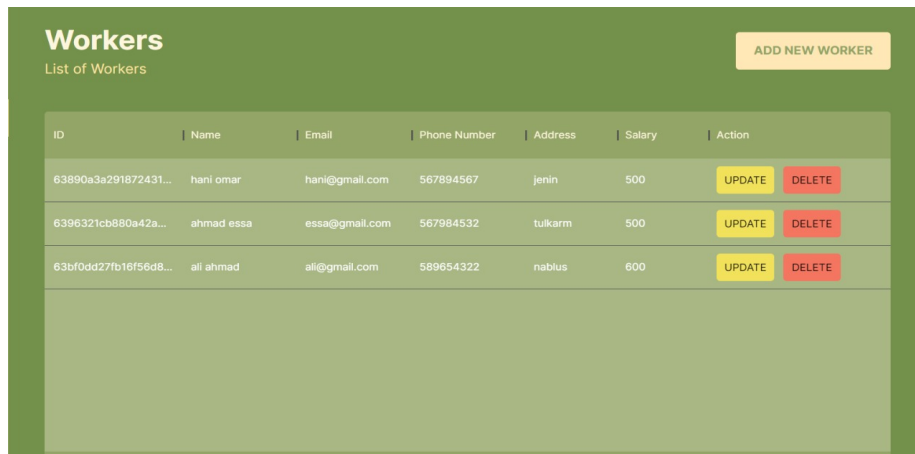 Workers
List of Workers
ADD NEW WORKER
ID Name Email Phone Number Address Salary Action
63890a3a291872431... hani omar hani@gmail.com 567894567 jenin 500 UPDATE DELETE
6396321cb880a42a... ahmad essa essa@gmail.com 567984532 tulkarm 500 UPDATE DELETE
63bf0dd27fb16f56d8... ali ahmad ali@gmail.com 589654322 nablus 600 UPDATE DELETE